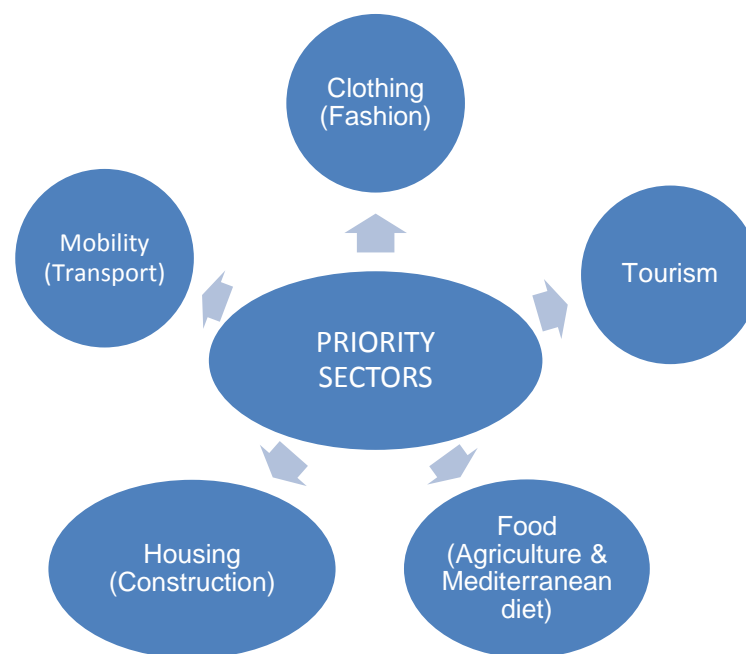 Clothing
(Fashion)
Mobility
(Transport)
Tourism
PRIORITY
SECTORS
Housing
(Construction)
Food
(Agriculture &
Mediterranean
diet)